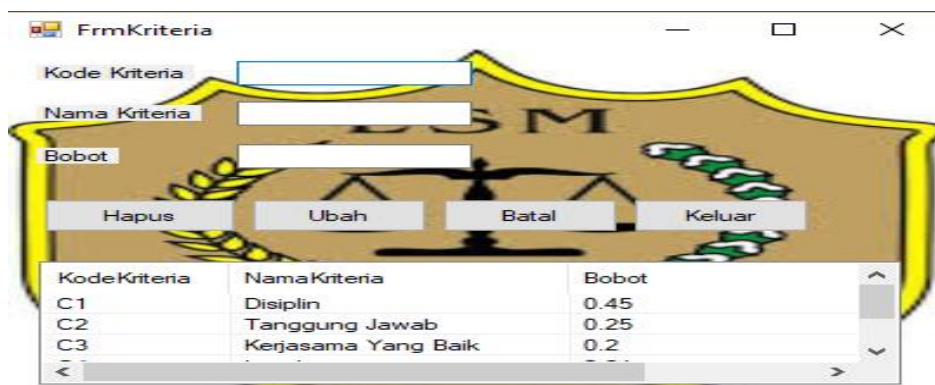 FrmKriteria
Kode Kriteria
Nama Kriteria
LSM
Bobot
Hapus Ubah Batal Keluar
KodeKriteria NamaKriteria Bobot
C1 Disiplin 0.45
C2 Tanggung Jawab 0.25
C3 Kerjasama Yang Baik 0.2